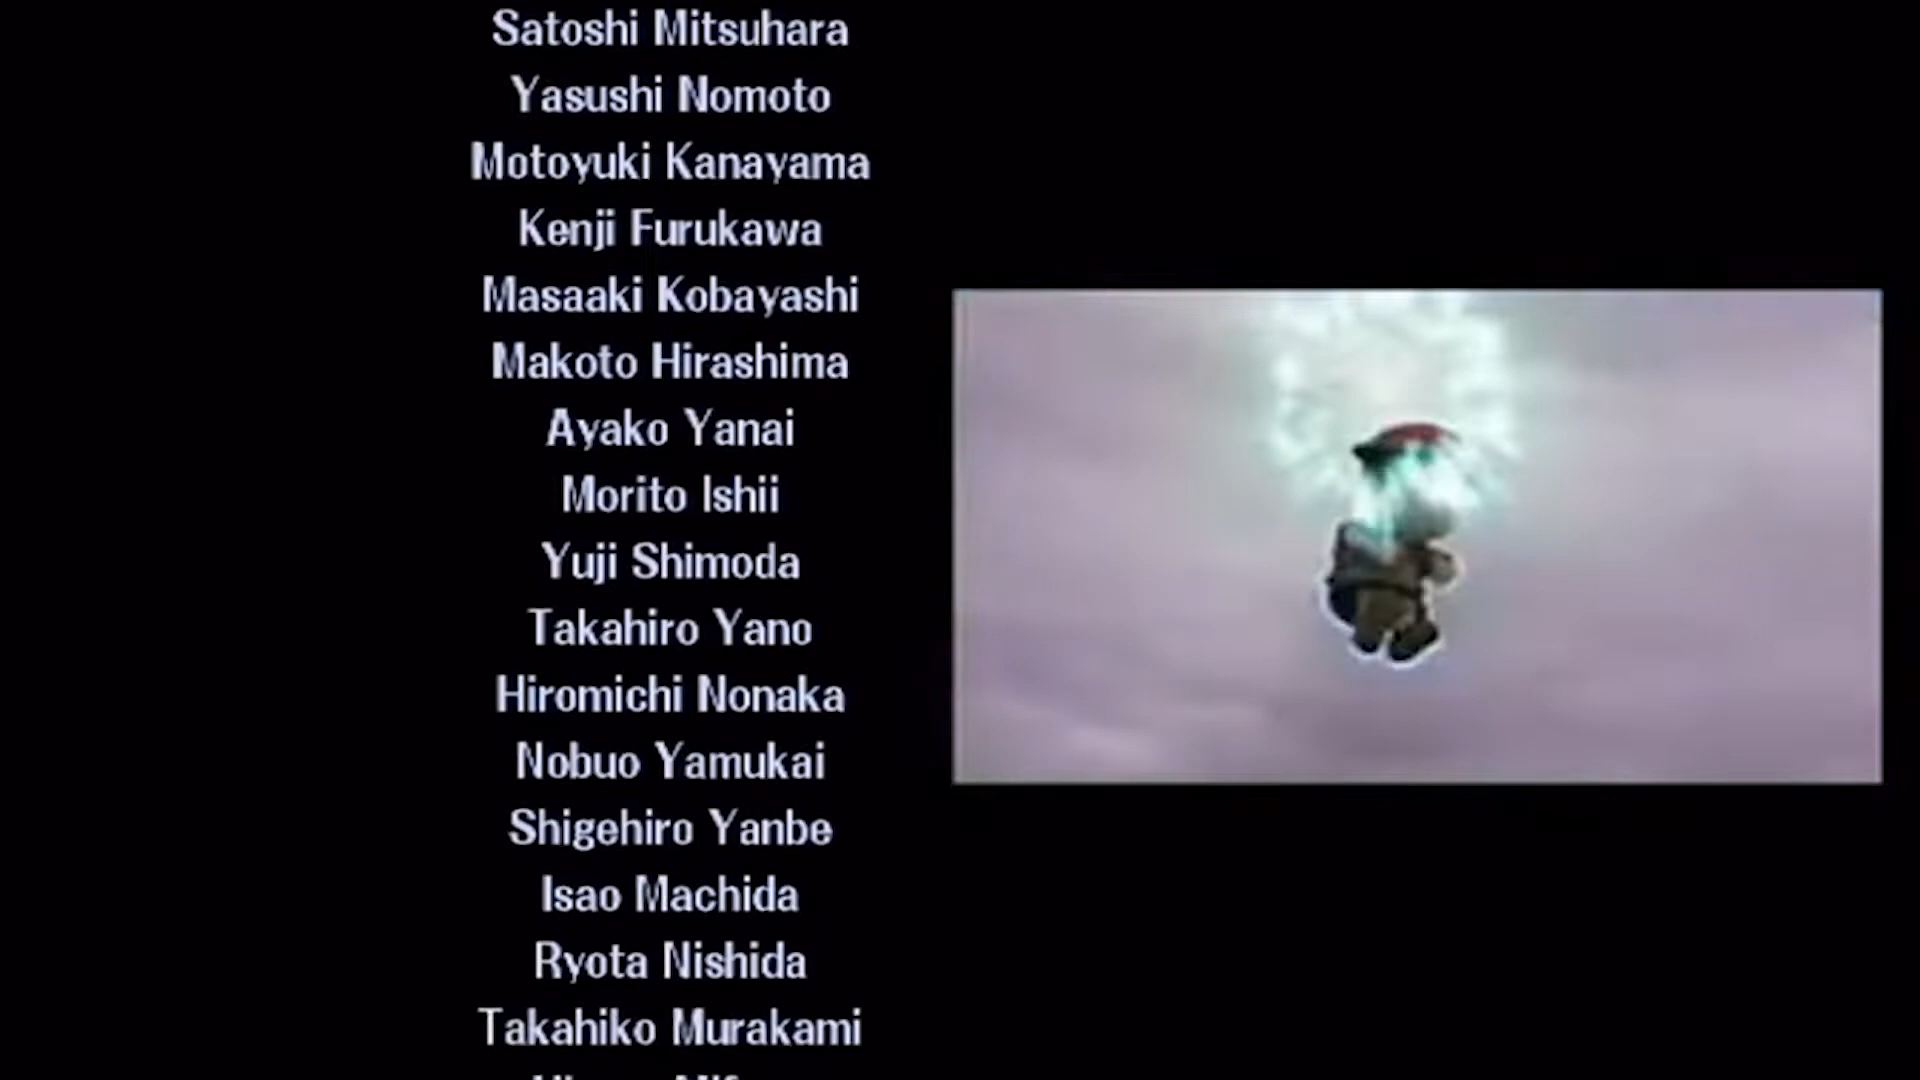 Satoshi Mitsuhara
Yasushi Nomoto
Motoyuki Kanayama
Kenji Furukawa
Masaaki Kobayashi
Makoto Hirashima
Ayako Yanai
Morito Ishii
Yuji Shimoda
Takahiro Yano
Hiromichi Nonaka
Nobuo Yamukai
Shigehiro Yanbe
Isao Machida
Ryota Nishida
Takahiko Murakami